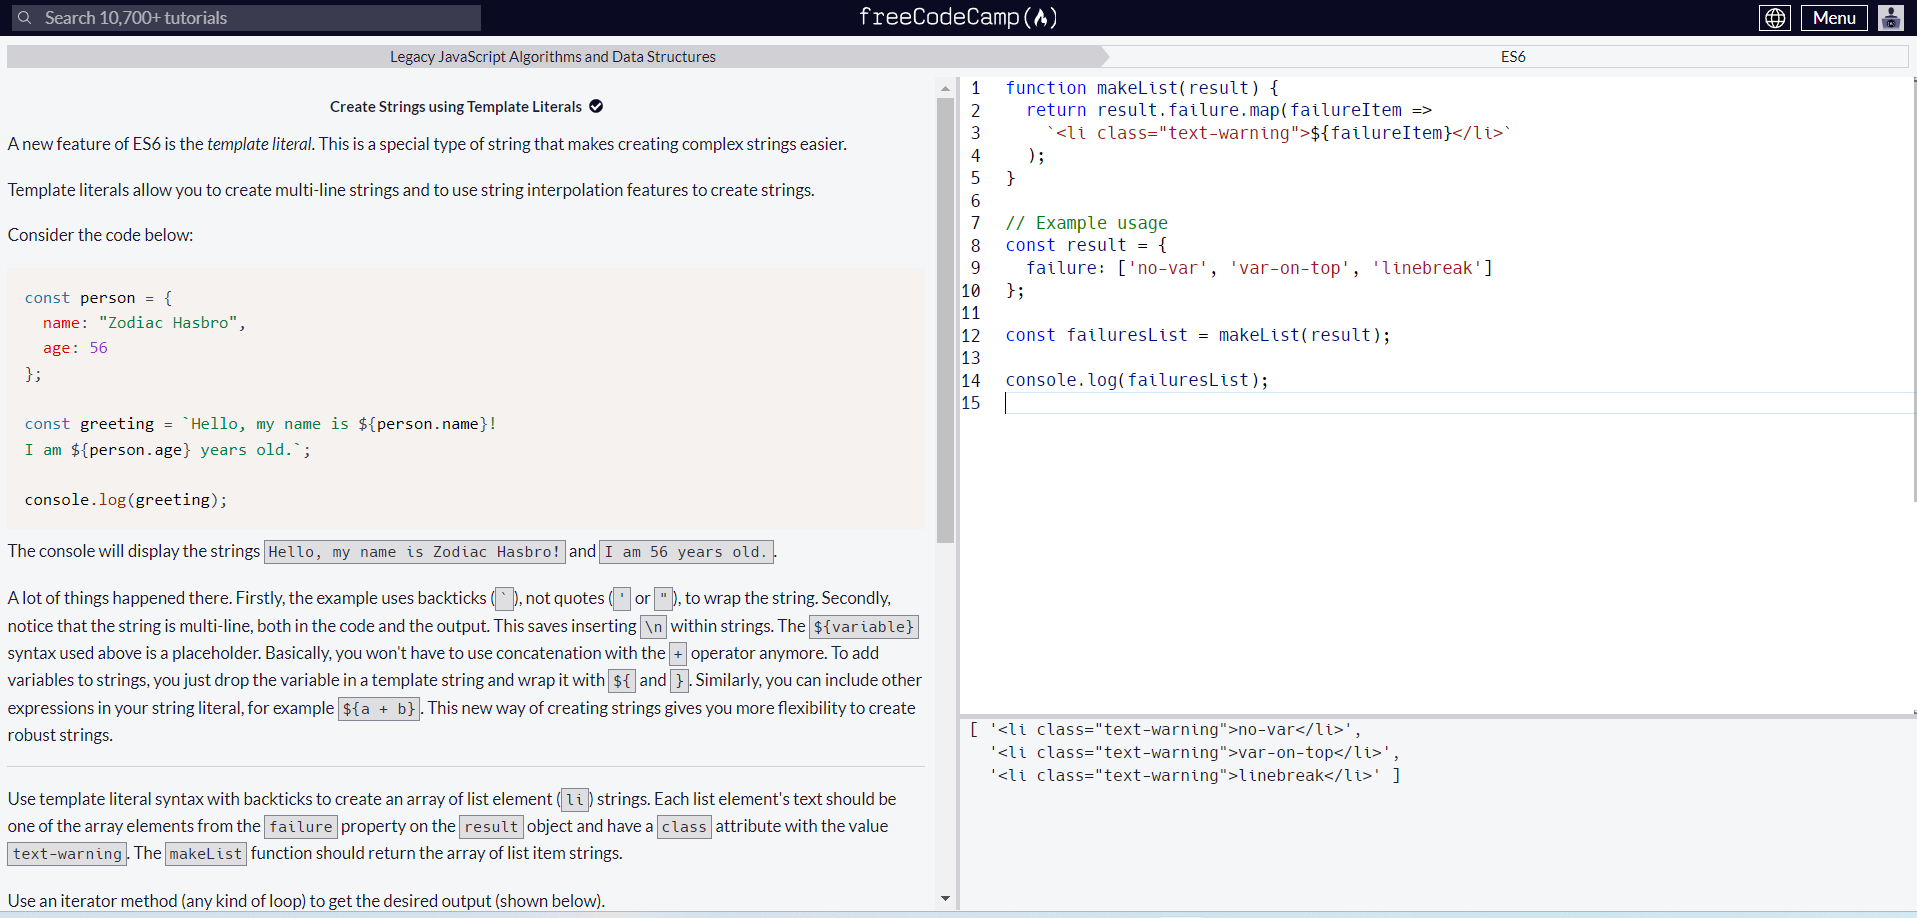 Search 10,700+ tutorials
freeCodeCamp(🔥)
Menu
Legacy JavaScript Algorithms and Data Structures
ES6
Create Strings using Template Literals
A new feature of ES6 is the template literal. This is a special type of string that makes creating complex strings easier.
Template literals allow you to create multi-line strings and to use string interpolation features to create strings.
Consider the code below:
const person = {
  name: "Zodiac Hasbro",
  age: 56
};
const greeting = `Hello, my name is ${person.name}!
I am ${person.age} years old.`;
console.log(greeting);
The console will display the strings Hello, my name is Zodiac Hasbro! and I am 56 years old..
A lot of things happened there. Firstly, the example uses backticks (`), not quotes (' or "), to wrap the string. Secondly,
notice that the string is multi-line, both in the code and the output. This saves inserting \n within strings. The ${variable}
syntax used above is a placeholder. Basically, you won't have to use concatenation with the + operator anymore. To add
variables to strings, you just drop the variable in a template string and wrap it with ${ and }. Similarly, you can include other
expressions in your string literal, for example ${a + b}. This new way of creating strings gives you more flexibility to create
robust strings.
Use template literal syntax with backticks to create an array of list element (li) strings. Each list element's text should be
one of the array elements from the failure property on the result object and have a class attribute with the value
text-warning. The makeList function should return the array of list item strings.
Use an iterator method (any kind of loop) to get the desired output (shown below).
1 function makeList(result) {
2   return result.failure.map(failureItem =>
3     `<li class="text-warning">${failureItem}</li>`
4   );
5 }
6
7 // Example usage
8 const result = {
9   failure: ['no-var', 'var-on-top', 'linebreak']
10 };
11
12 const failuresList = makeList(result);
13
14 console.log(failuresList);
15
[ '<li class="text-warning">no-var</li>',
  '<li class="text-warning">var-on-top</li>',
  '<li class="text-warning">linebreak</li>' ]